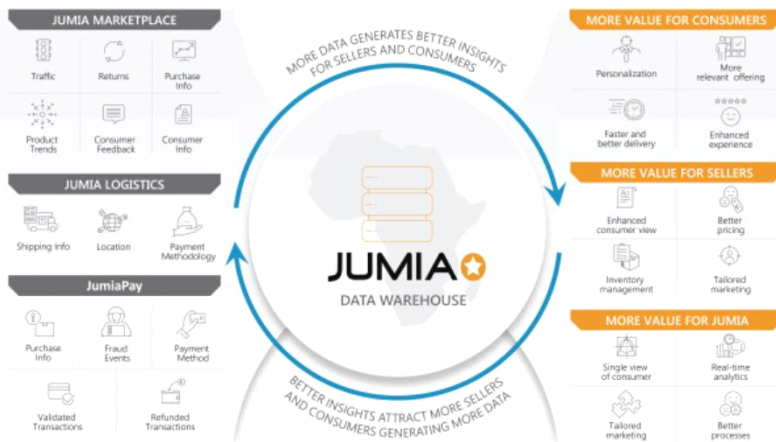 JUMIA MARKETPLACE
Traffic
Returns
Purchase
Info
Product
Trends
Consumer
Feedback
Consumer
Info
JUMIA LOGISTICS
Shipping Info
Location
Payment
Methodology
JumiaPay
Purchase
Info
Fraud
Events
Payment
Method
Validated
Transactions
Refunded
Transactions
MORE DATA GENERATES BETTER INSIGHTS
FOR SELLERS AND CONSUMERS
JUMIA
DATA WAREHOUSE
BETTER INSIGHTS ATTRACT MORE SELLERS
AND CONSUMERS GENERATING MORE DATA
MORE VALUE FOR CONSUMERS
Personalization
More
relevant offering
Faster and
better delivery
Enhanced
experience
MORE VALUE FOR SELLERS
Enhanced
consumer view
Better
pricing
Inventory
management
Tailored
marketing
MORE VALUE FOR JUMIA
Single view
of consumer
Real-time
analytics
Tailored
marketing
Better
processes